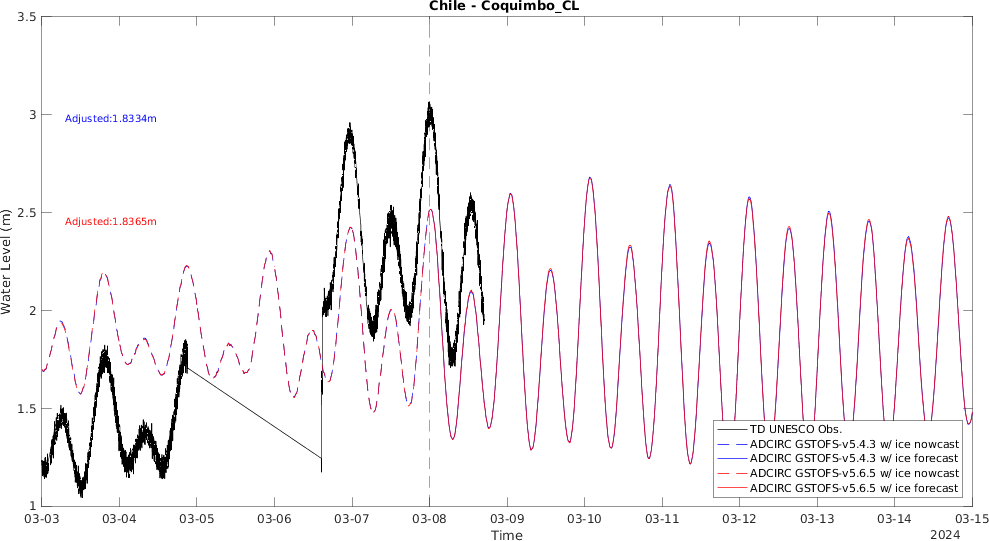 Chile - Coquimbo_CL
3.5
3
2.5
2
1.5
1
Water Level (m)
Adjusted:1.8334m
Adjusted:1.8365m
TD UNESCO Obs.
ADCIRC GSTOFS-v5.4.3 w/ ice nowcast
ADCIRC GSTOFS-v5.4.3 w/ ice forecast
ADCIRC GSTOFS-v5.6.5 w/ ice nowcast
ADCIRC GSTOFS-v5.6.5 w/ ice forecast
03-03 03-04 03-05 03-06 03-07 03-08 03-09 03-10 03-11 03-12 03-13 03-14 03-15
Time
2024